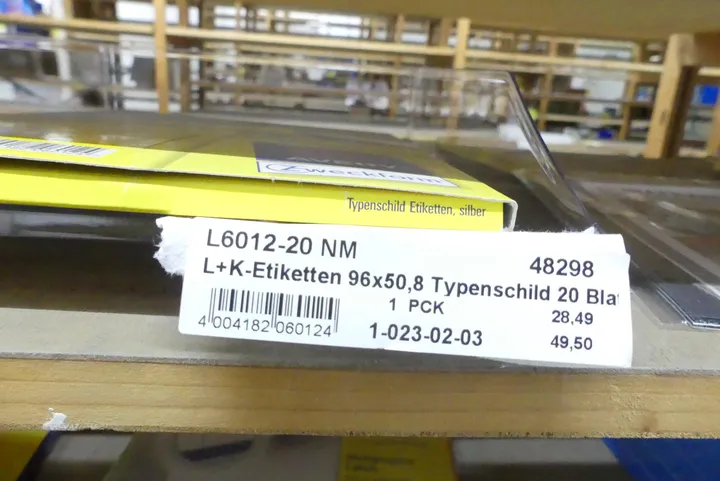 Zweckform
Typenschild Etiketten, silber
L6012-20 NM
48298
L+K-Etiketten 96x50,8 Typenschild 20 Bla
1 PCK
28,49
4 004182 060124
1-023-02-03
49,50